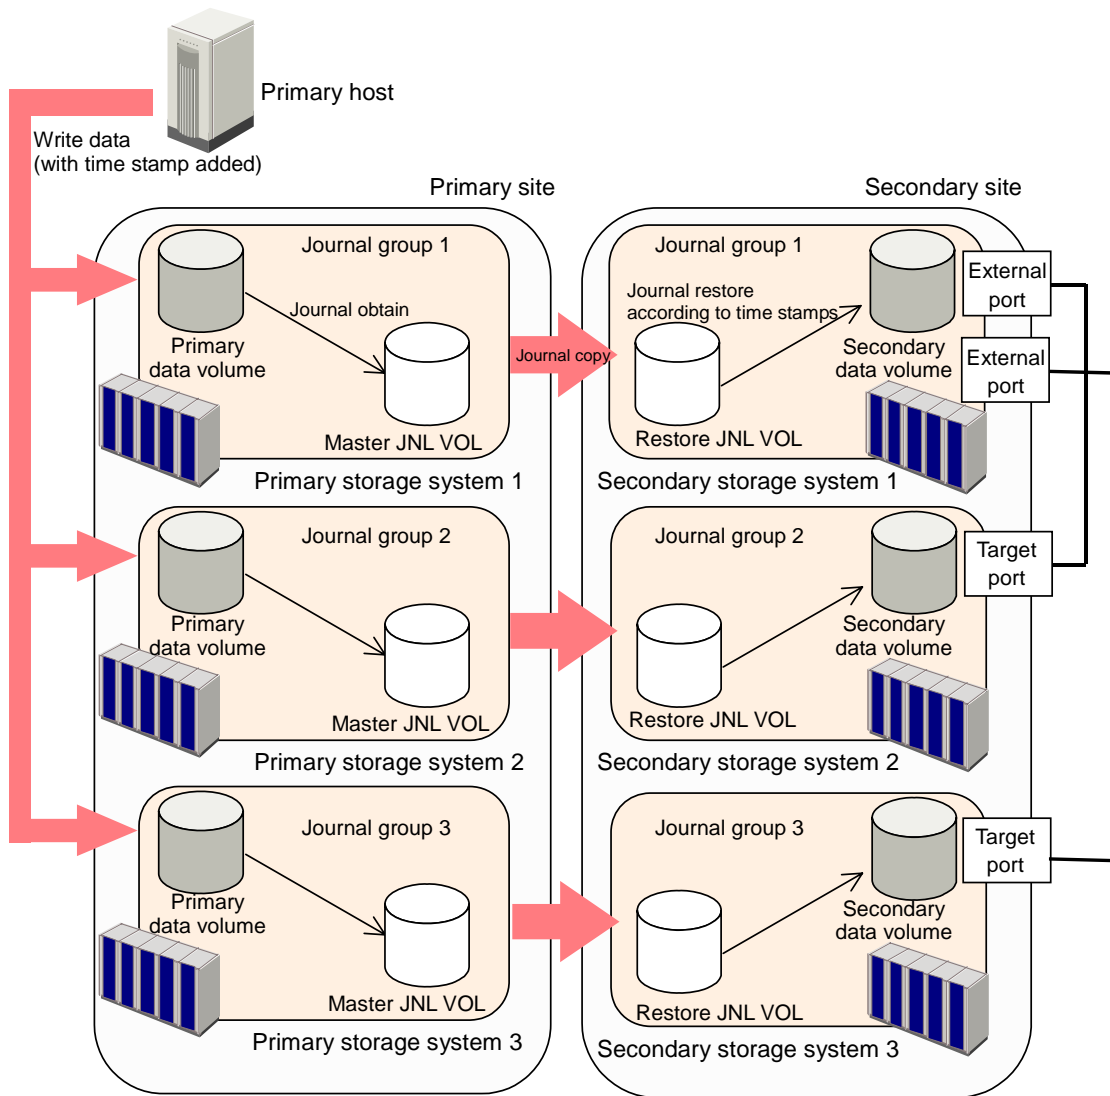 Primary host
Write data
(with time stamp added)
Primary site
Secondary site
Journal group 1
Journal obtain
Primary
data volume
Master JNL VOL
Primary storage system 1
Journal copy
Journal group 1
Journal restore
according to time stamps
Secondary
data volume
Restore JNL VOL
Secondary storage system 1
External
port
External
port
Journal group 2
Primary
data volume
Master JNL VOL
Primary storage system 2
Journal group 2
Secondary
data volume
Restore JNL VOL
Secondary storage system 2
Target
port
Journal group 3
Primary
data volume
Master JNL VOL
Primary storage system 3
Journal group 3
Secondary
data volume
Restore JNL VOL
Secondary storage system 3
Target
port